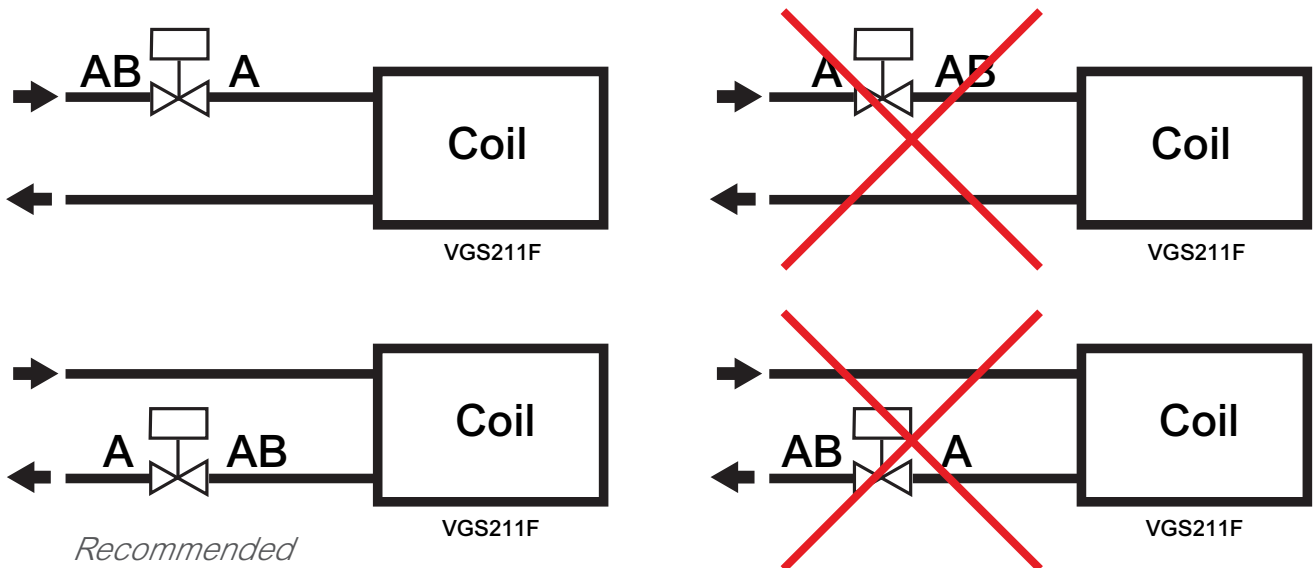 AB A
Coil
VGS211F
A AB
Coil
VGS211F
A AB
Coil
VGS211F
Recommended
AB A
Coil
VGS211F